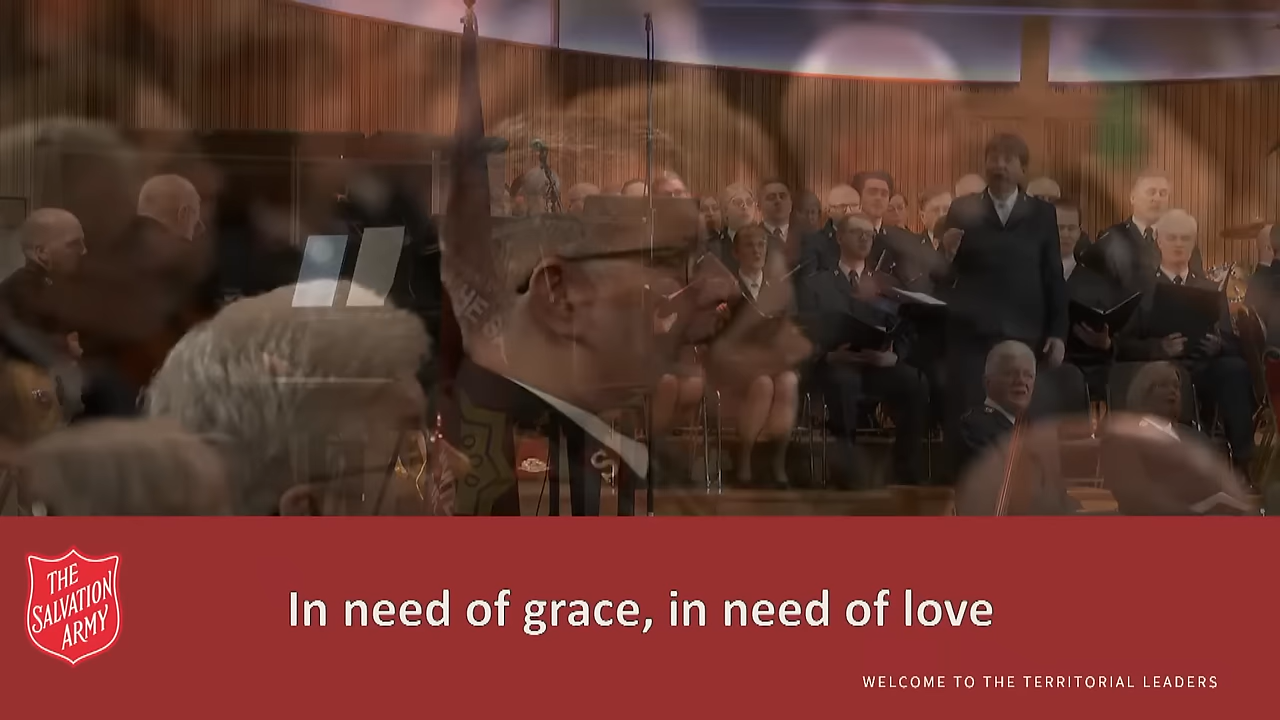 THE
SALVATION
ARMY
In need of grace, in need of love
WELCOME TO THE TERRITORIAL LEADERS